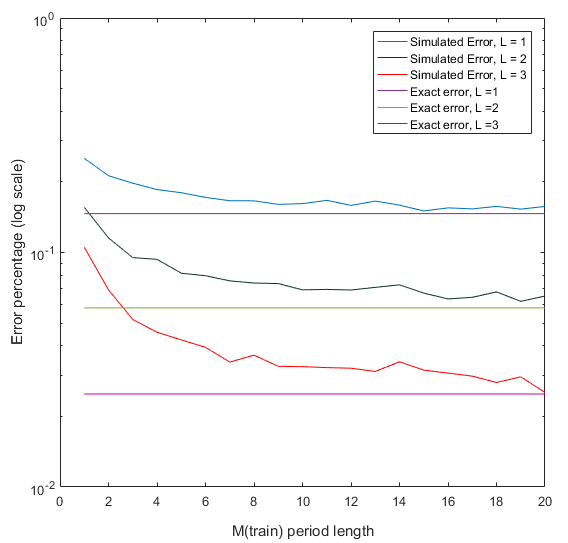 10^0
Simulated Error, L = 1
Simulated Error, L = 2
Simulated Error, L = 3
Exact error, L =1
Exact error, L =2
Exact error, L =3
Error percentage (log scale)
10^-1
10^-2
0 2 4 6 8 10 12 14 16 18 20
M(train) period length